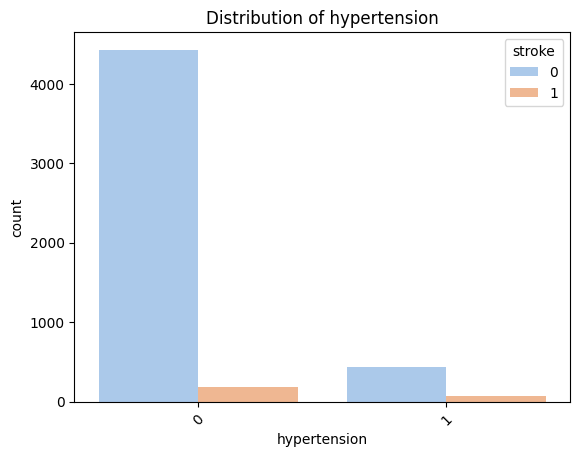 Distribution of hypertension
stroke
0
1
4000
3000
2000
1000
0
count
0
1
hypertension